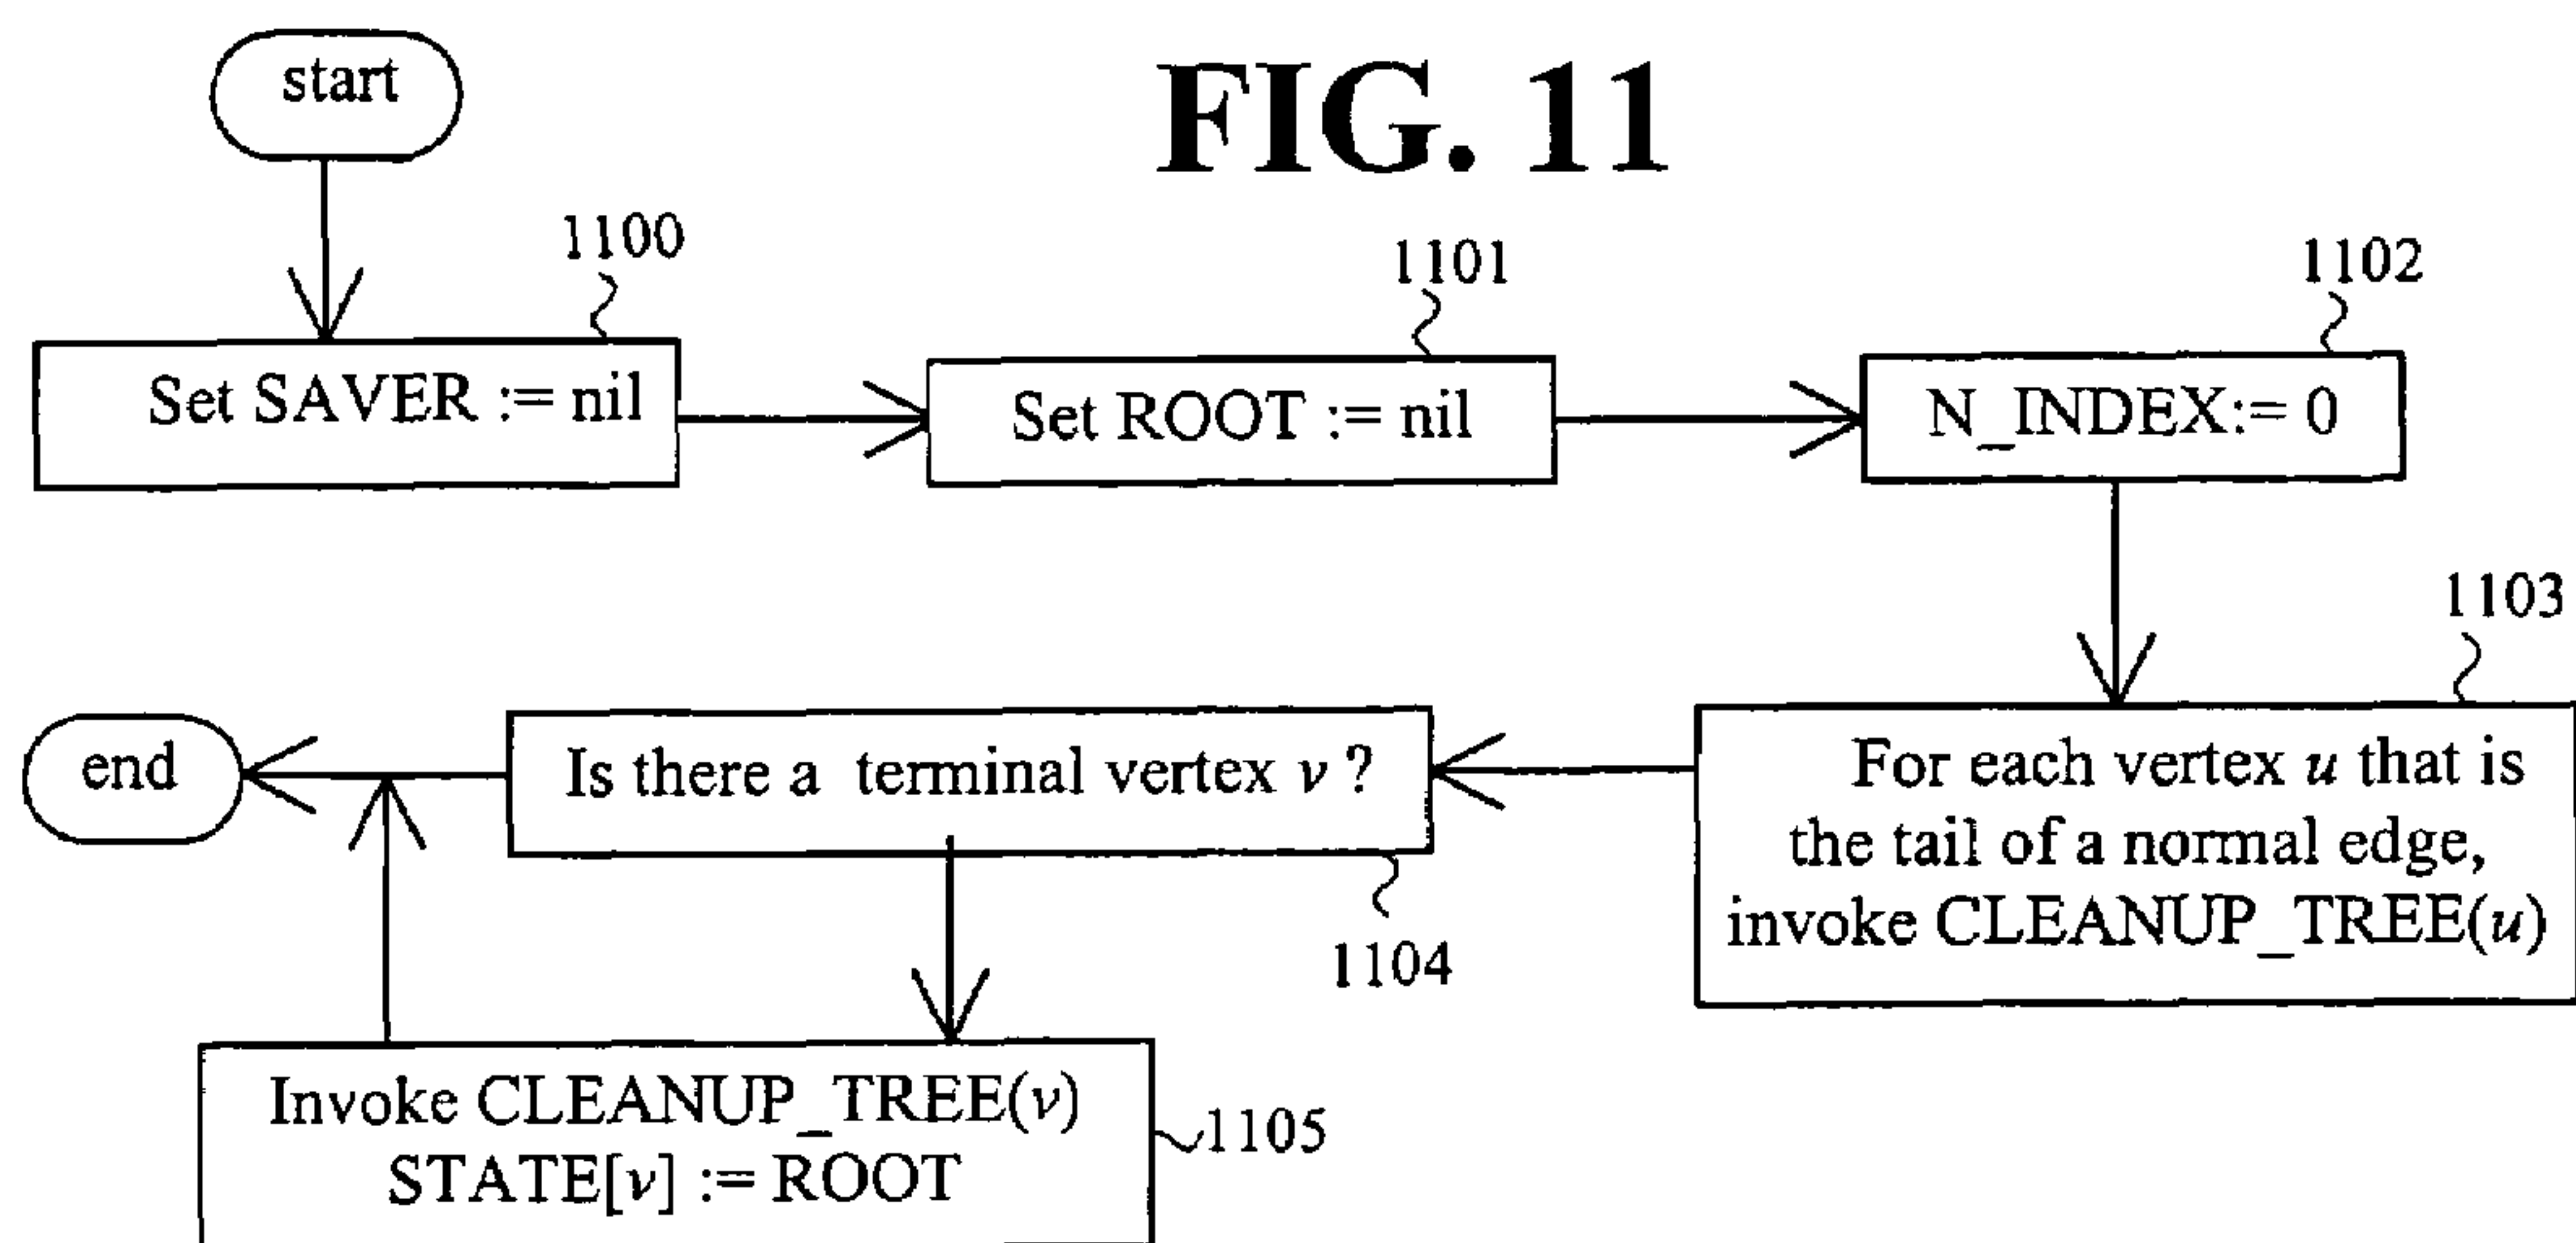 FIG. 11
start
1100
Set SAVER := nil
1101
Set ROOT := nil
1102
N_INDEX:= 0
1103
For each vertex u that is
the tail of a normal edge,
invoke CLEANUP_TREE(u)
Is there a terminal vertex v ?
1104
end
Invoke CLEANUP_TREE(v)
STATE[v] := ROOT
1105